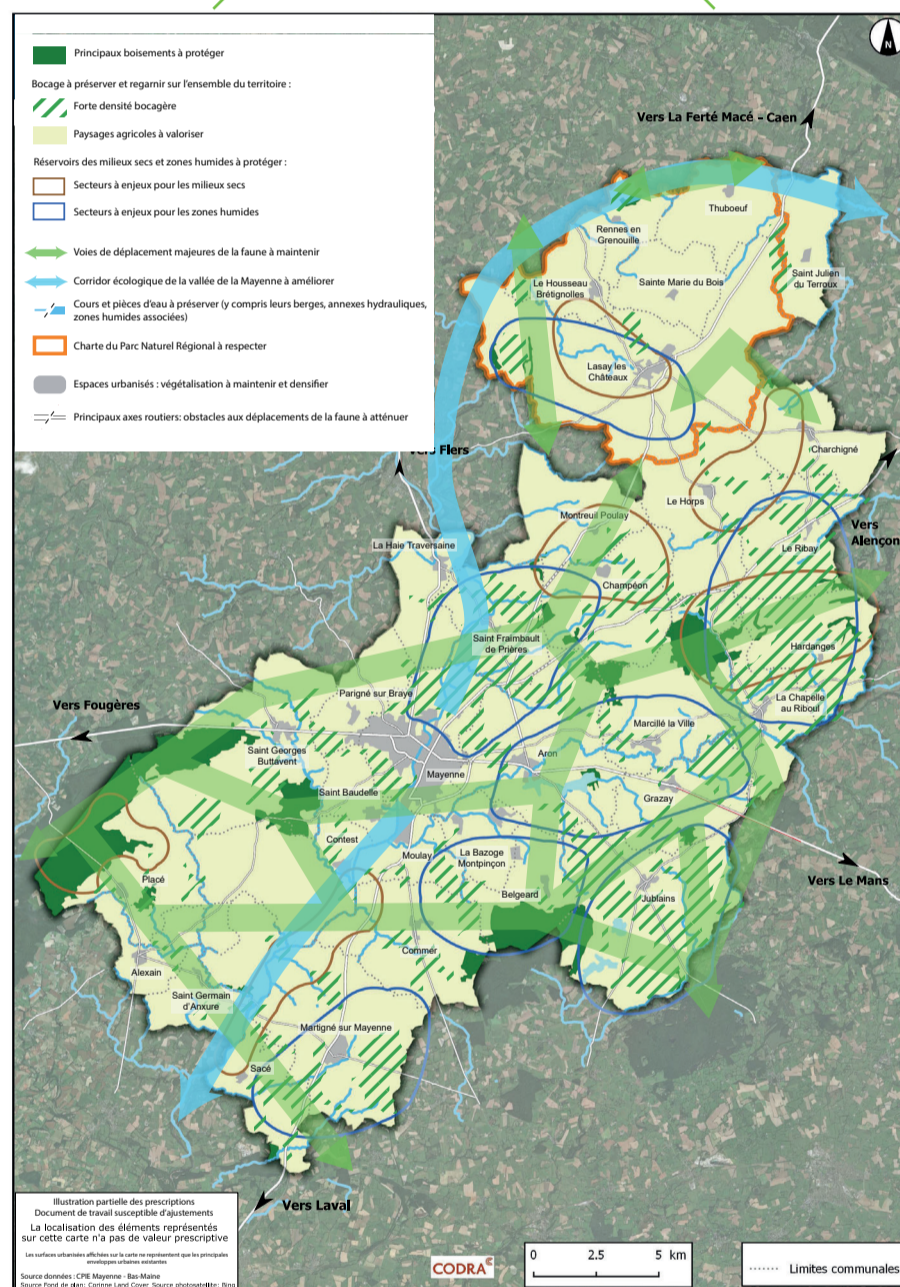 Principaux boisements à protéger
Bocage à préserver et regarnir sur l'ensemble du territoire :
Forte densité bocagère
Paysages agricoles à valoriser
Réservoirs des milieux secs et zones humides à protéger :
Secteurs à enjeux pour les milieux secs
Secteurs à enjeux pour les zones humides
Voies de déplacement majeures de la faune à maintenir
Corridor écologique de la vallée de la Mayenne à améliorer
Cours et pièces d'eau à préserver (y compris leurs berges, annexes hydrauliques,
zones humides associées)
Charte du Parc Naturel Régional à respecter
Espaces urbanisés : végétalisation à maintenir et densifier
Principaux axes routiers: obstacles aux déplacements de la faune à atténuer
N
Vers La Ferté Macé - Caen
Thuboeuf
Rennes en
Grenouille
Saint Julien
du Terroux
Sainte Marie du Bois
Le Housseau
Brétignolles
Lasay les
Châteaux
Vers Flers
Charchigné
Le Horps
Montreuil Poulay
Vers
Alençon
La Haie Traversaine
Le Ribay
Champéon
Saint Fraimbault
de Prières
Hardanges
Parigné sur Braye
La Chapelle
au Riboul
Vers Fougères
Marcillé la Ville
Saint Georges
Buttavent
Aron
Mayenne
Saint Baudelle
Grazay
Contest
Moulay
La Bazoge
Montpinçon
Vers Le Mans
Placé
Belgeard
Jublains
Commer
Alexain
Saint Germain
d'Anxure
Martigné sur Mayenne
Sacé
Vers Laval
Illustration partielle des prescriptions
Document de travail susceptible d'ajustements
La localisation des éléments représentés
sur cette carte n'a pas de valeur prescriptive
Les surfaces urbanisées affichées sur la carte ne représentent que les principales
enveloppes urbaines existantes
Source données : CPIE Mayenne - Bas-Maine
Source Fond de plan: Corinne Land Cover Source photosatellite: Bing
CODRA
0 2.5 5 km
Limites communales